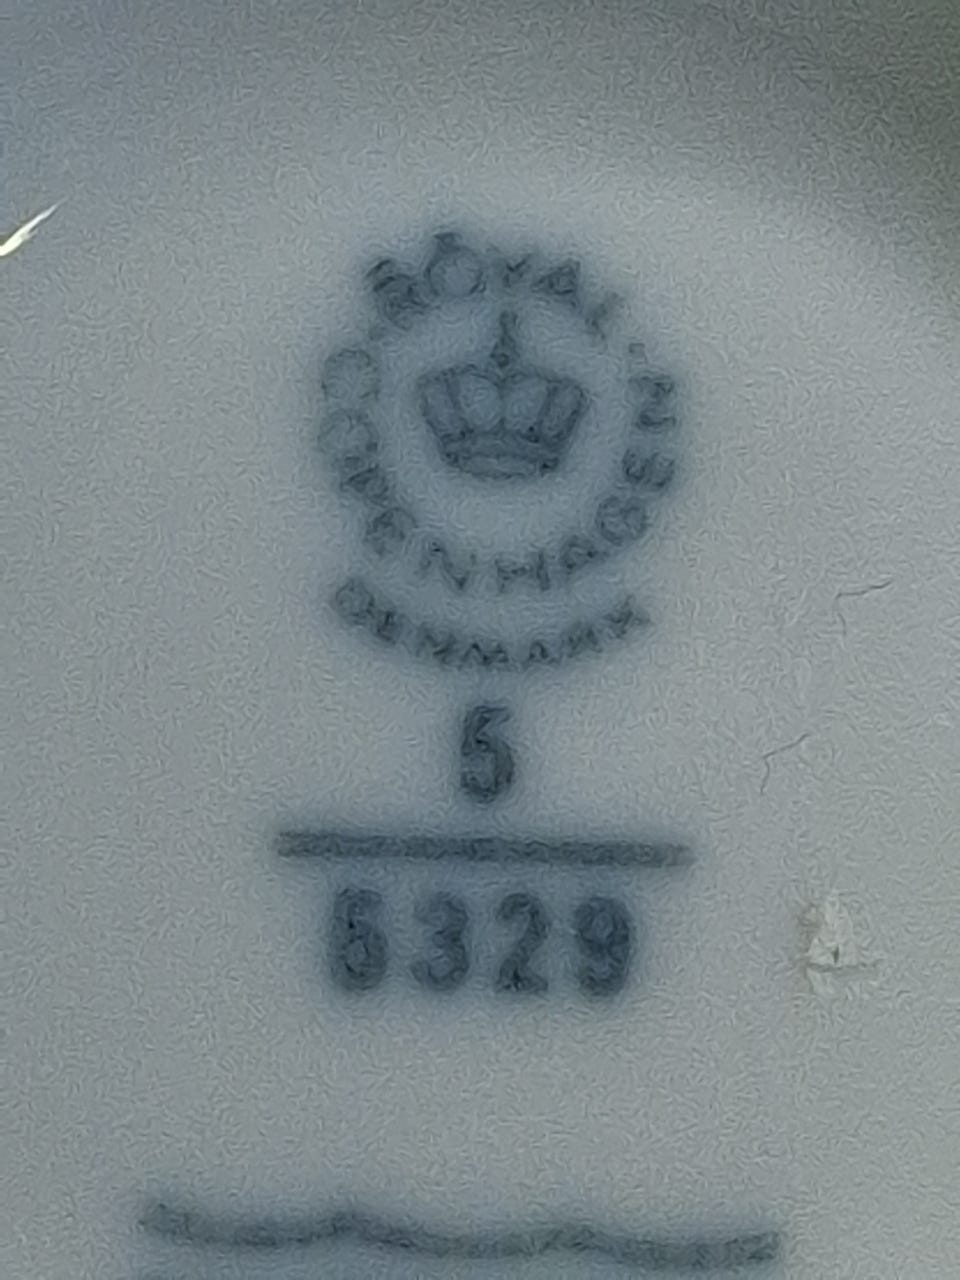 ROYAL
COPENHAGEN
DENMARK
5
6329